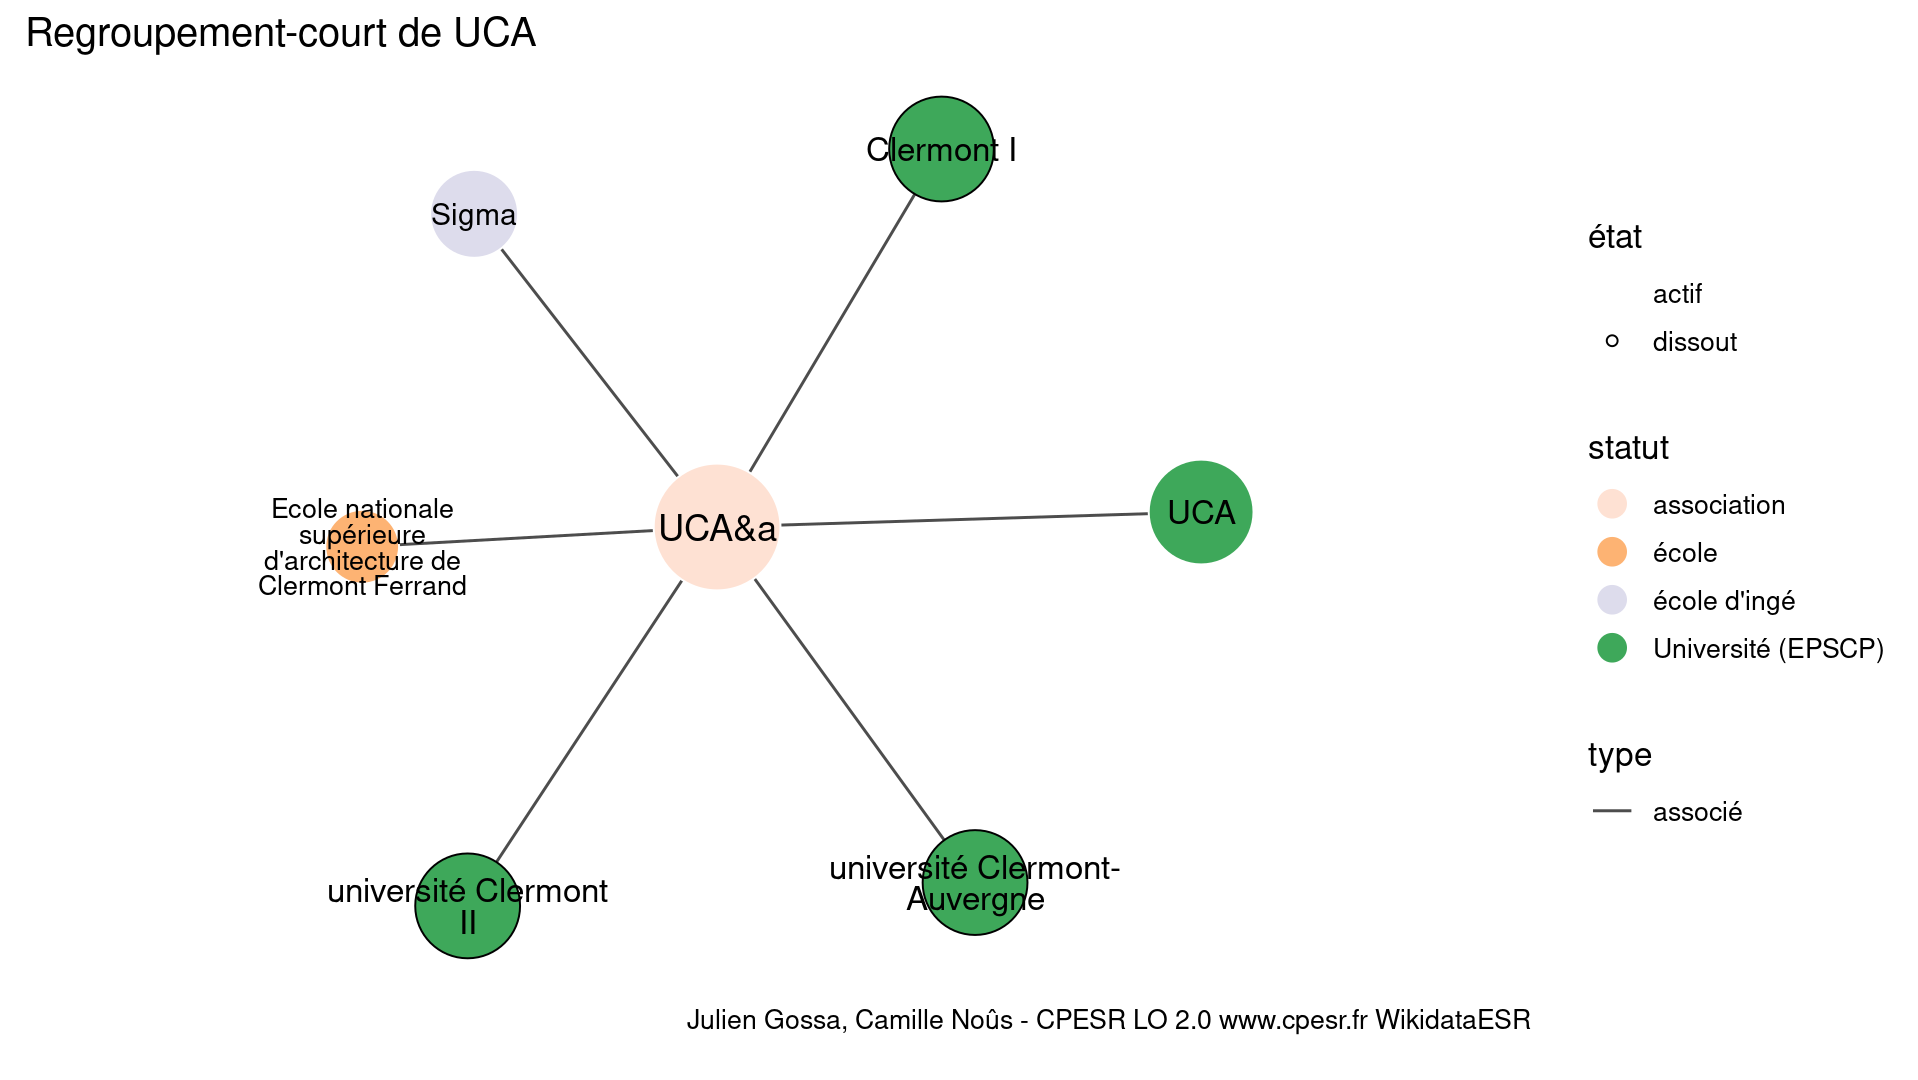 Regroupement-court de UCA
Clermont I
Sigma
UCA&a
UCA
Ecole nationale
supérieure
d'architecture de
Clermont Ferrand
université Clermont
II
université Clermont-
Auvergne
état
actif
dissout
statut
association
école
école d'ingé
Université (EPSCP)
type
associé
Julien Gossa, Camille Noûs - CPESR LO 2.0 www.cpesr.fr WikidataESR